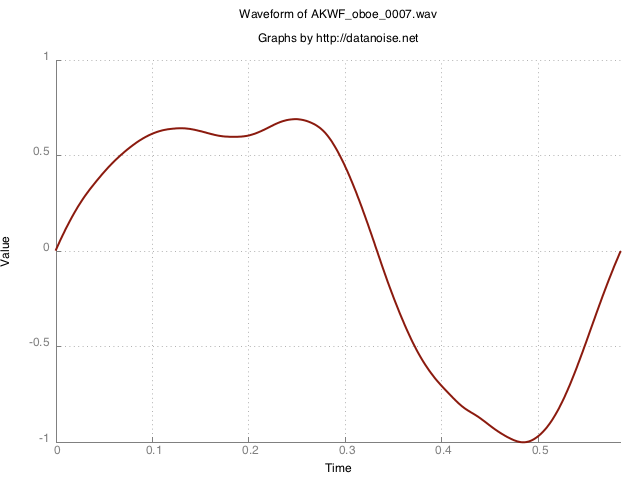 Waveform of AKWF_oboe_0007.wav
Graphs by http://datanoise.net
1
0.5
0
-0.5
-1
Value
0 0.1 0.2 0.3 0.4 0.5
Time